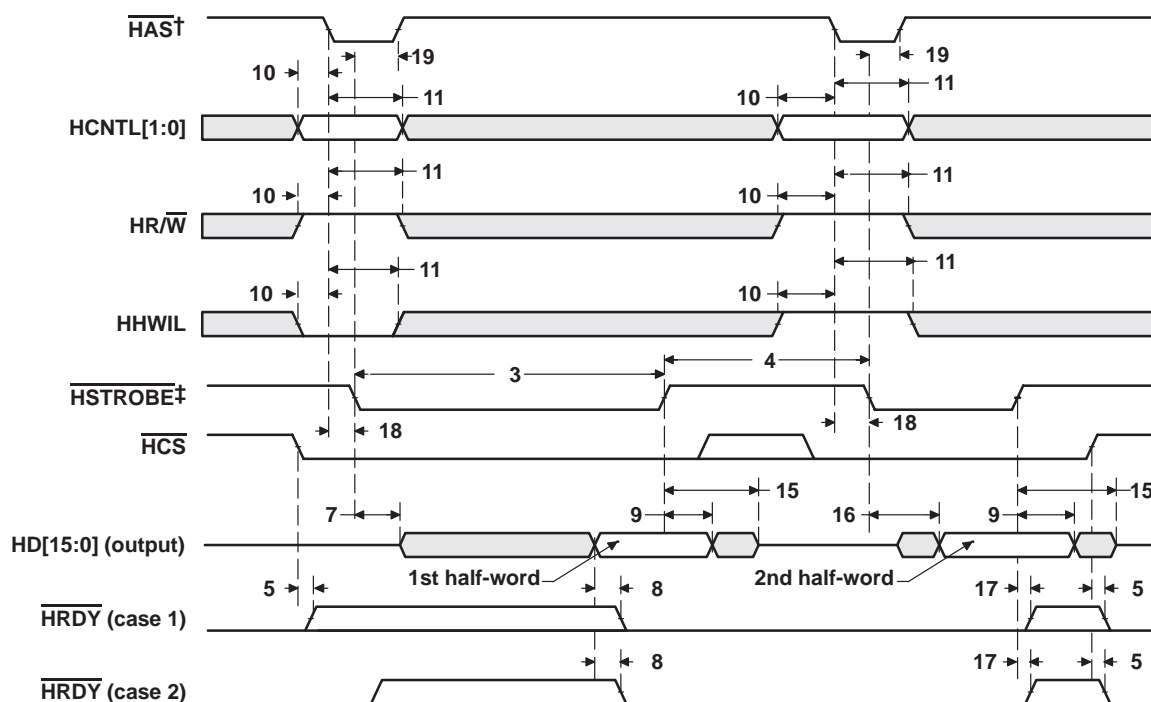 HAS†
19
19
10
11
10
11
HCNTL[1:0]
11
11
10
10
HR/W
11
11
10
10
HHWIL
4
3
HSTROBE‡
18
18
HCS
15
15
7
9
16
9
HD[15:0] (output)
1st half-word
2nd half-word
5
8
17
5
HRDY (case 1)
8
17
5
HRDY (case 2)